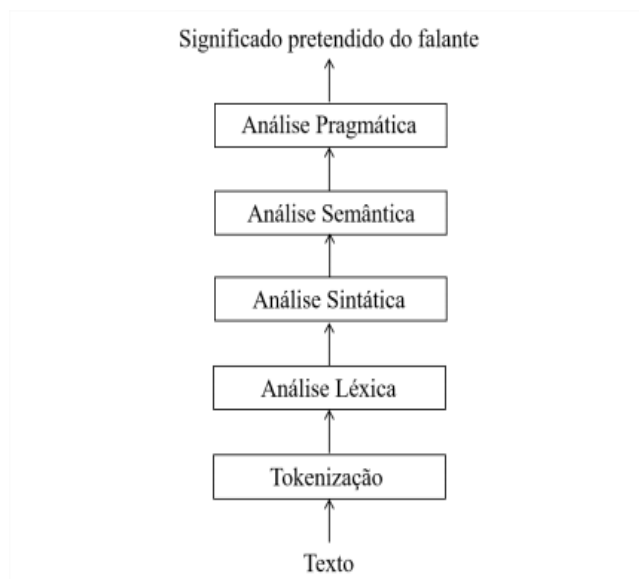 Significado pretendido do falante
Análise Pragmática
Análise Semântica
Análise Sintática
Análise Léxica
Tokenização
Texto